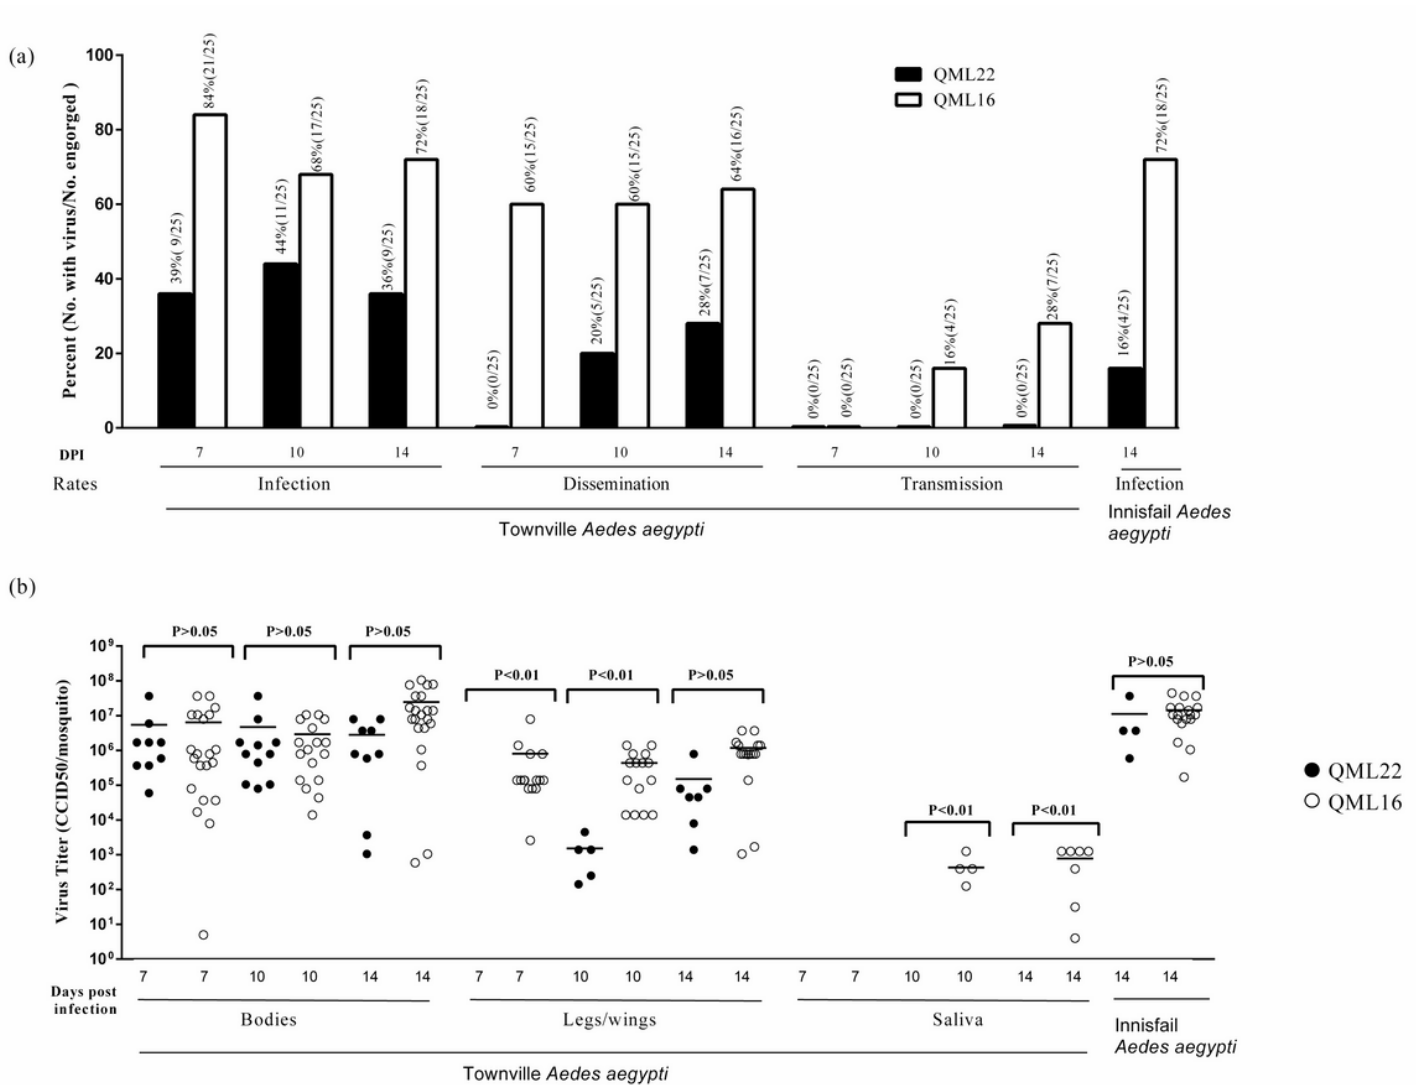 (a)
Percent (No. with virus/No. engorged )
100
80
60
40
20
0
QML22
QML16
39%( 9/25)
84%(21/25)
44%(11/25)
68%(17/25)
36%(9/25)
72%(18/25)
0%(0/25)
60%(15/25)
20%(5/25)
60%(15/25)
28%(7/25)
64%(16/25)
0%(0/25)
0%(0/25)
0%(0/25)
16%(4/25)
0%(0/25)
28%(7/25)
16%(4/25)
72%(18/25)
DPI 7 10 14 7 10 14 7 10 14 14
Rates Infection Dissemination Transmission Infection
Townville Aedes aegypti
Innisfail Aedes
aegypti
(b)
Virus Titer (CCID50/mosquito)
10⁹
10⁸
10⁷
10⁶
10⁵
10⁴
10³
10²
10¹
10⁰
P>0.05 P>0.05 P>0.05
P<0.01 P<0.01 P>0.05
P<0.01 P<0.01
P>0.05
QML22
QML16
7 7 10 10 14 14 7 7 10 10 14 14 7 7 10 10 14 14 14 14
Days post
infection
Bodies Legs/wings Saliva
Innisfail
Aedes aegypti
Townville Aedes aegypti